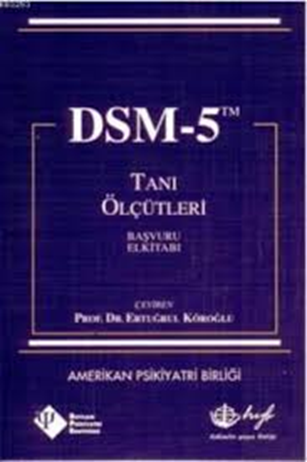 DSM-5™
TANI
ÖLÇÜTLERİ
BAŞVURU
ELKİTABI
ÇEVİREN
PROF. DR. ERTUĞRUL KÖROĞLU
AMERİKAN PSİKİYATRİ BİRLİĞİ
hyb